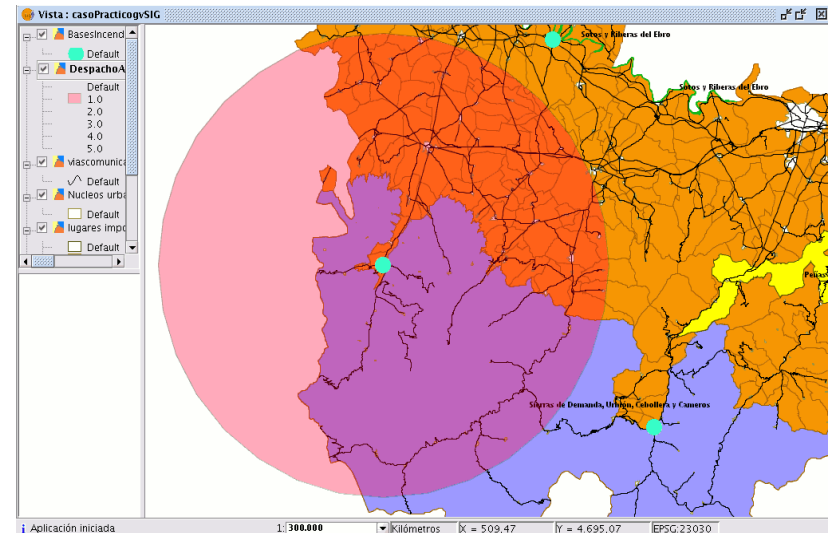 Vista : casoPracticogvSIG
BasesIncend
Default
DespachoA
Default
1.0
2.0
3.0
4.0
5.0
viascomunica
Default
Nucleos urba
Default
lugares impo
Default
Sotos y Riberas del Ebro
Sotos y Riberas del Ebro
Peñas
Sierras de Demanda, Urbión, Cebollera y Cameros
i Aplicación iniciada
1: 300.000
Kilómetros
X = 509,47
Y = 4.695,07
EPSG:23030